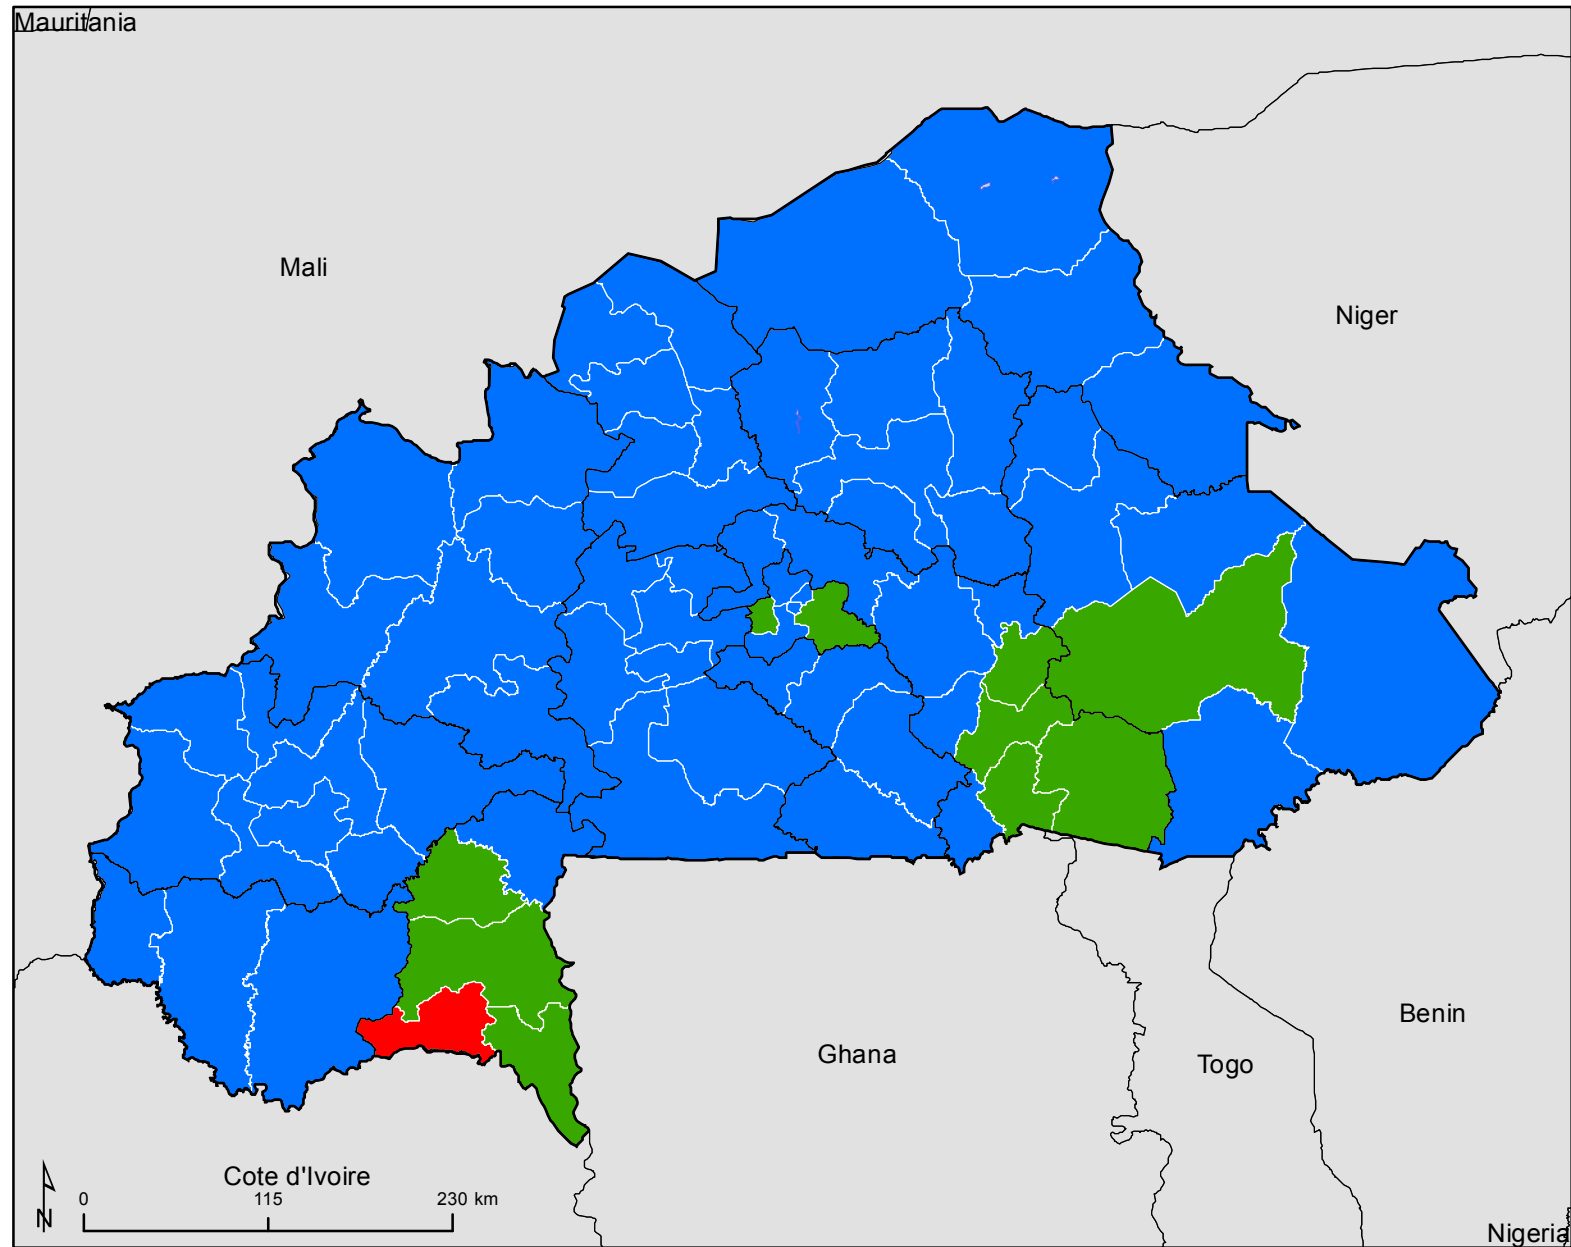 Mauritania
Mali
Niger
Benin
Ghana
Togo
Cote d'Ivoire
0 115 230 km
N
Nigeria